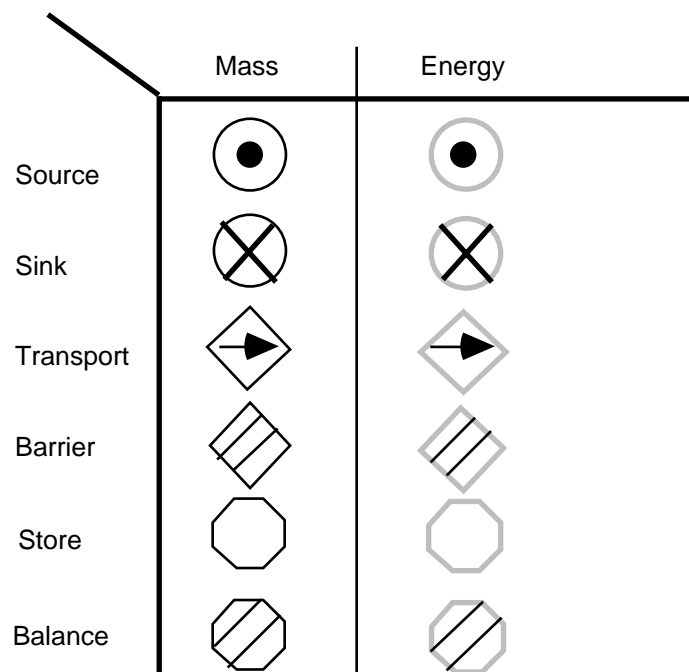 Mass Energy
Source
Sink
Transport
Barrier
Store
Balance